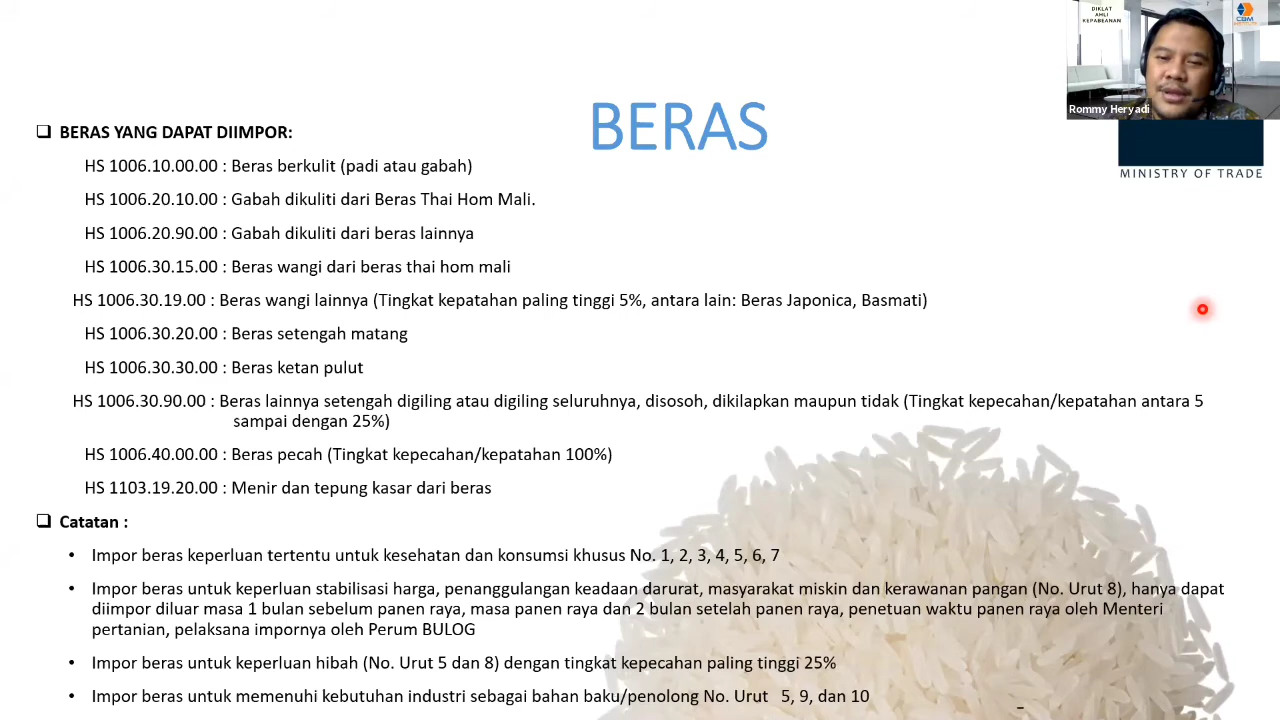 DIKLAT
AHLI
KEPABEANAN
CBM
Rommy Heryadi
MINISTRY OF TRADE
BERAS
BERAS YANG DAPAT DIIMPOR:
HS 1006.10.00.00 : Beras berkulit (padi atau gabah)
HS 1006.20.10.00 : Gabah dikuliti dari Beras Thai Hom Mali.
HS 1006.20.90.00 : Gabah dikuliti dari beras lainnya
HS 1006.30.15.00 : Beras wangi dari beras thai hom mali
HS 1006.30.19.00 : Beras wangi lainnya (Tingkat kepatahan paling tinggi 5%, antara lain: Beras Japonica, Basmati)
HS 1006.30.20.00 : Beras setengah matang
HS 1006.30.30.00 : Beras ketan pulut
HS 1006.30.90.00 : Beras lainnya setengah digiling atau digiling seluruhnya, disosoh, dikilapkan maupun tidak (Tingkat kepecahan/kepatahan antara 5
sampai dengan 25%)
HS 1006.40.00.00 : Beras pecah (Tingkat kepecahan/kepatahan 100%)
HS 1103.19.20.00 : Menir dan tepung kasar dari beras
Catatan :
• Impor beras keperluan tertentu untuk kesehatan dan konsumsi khusus No. 1, 2, 3, 4, 5, 6, 7
• Impor beras untuk keperluan stabilisasi harga, penanggulangan keadaan darurat, masyarakat miskin dan kerawanan pangan (No. Urut 8), hanya dapat
diimpor diluar masa 1 bulan sebelum panen raya, masa panen raya dan 2 bulan setelah panen raya, penetuan waktu panen raya oleh Menteri
pertanian, pelaksana impornya oleh Perum BULOG
• Impor beras untuk keperluan hibah (No. Urut 5 dan 8) dengan tingkat kepecahan paling tinggi 25%
• Impor beras untuk memenuhi kebutuhan industri sebagai bahan baku/penolong No. Urut 5, 9, dan 10